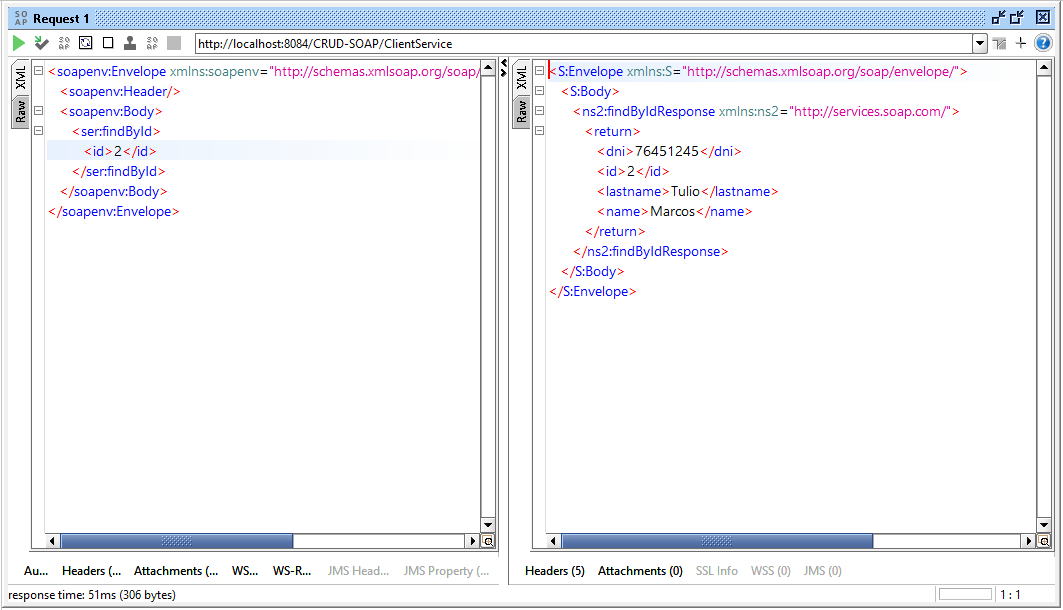 SO AP Request 1
http://localhost:8084/CRUD-SOAP/ClientService
XML
Raw
<soapenv:Envelope xmlns:soapenv="http://schemas.xmlsoap.org/soap/
<soapenv:Header/>
<soapenv:Body>
<ser:findById>
<id>2</id>
</ser:findById>
</soapenv:Body>
</soapenv:Envelope>
XML
Raw
<S:Envelope xmlns:S="http://schemas.xmlsoap.org/soap/envelope/">
<S:Body>
<ns2:findByIdResponse xmlns:ns2="http://services.soap.com/">
<return>
<dni>76451245</dni>
<id>2</id>
<lastname>Tulio</lastname>
<name>Marcos</name>
</return>
</ns2:findByIdResponse>
</S:Body>
</S:Envelope>
Au... Headers (... Attachments (... WS... WS-R... JMS Head... JMS Property (...
Headers (5) Attachments (0) SSL Info WSS (0) JMS (0)
response time: 51ms (306 bytes)
1 : 1